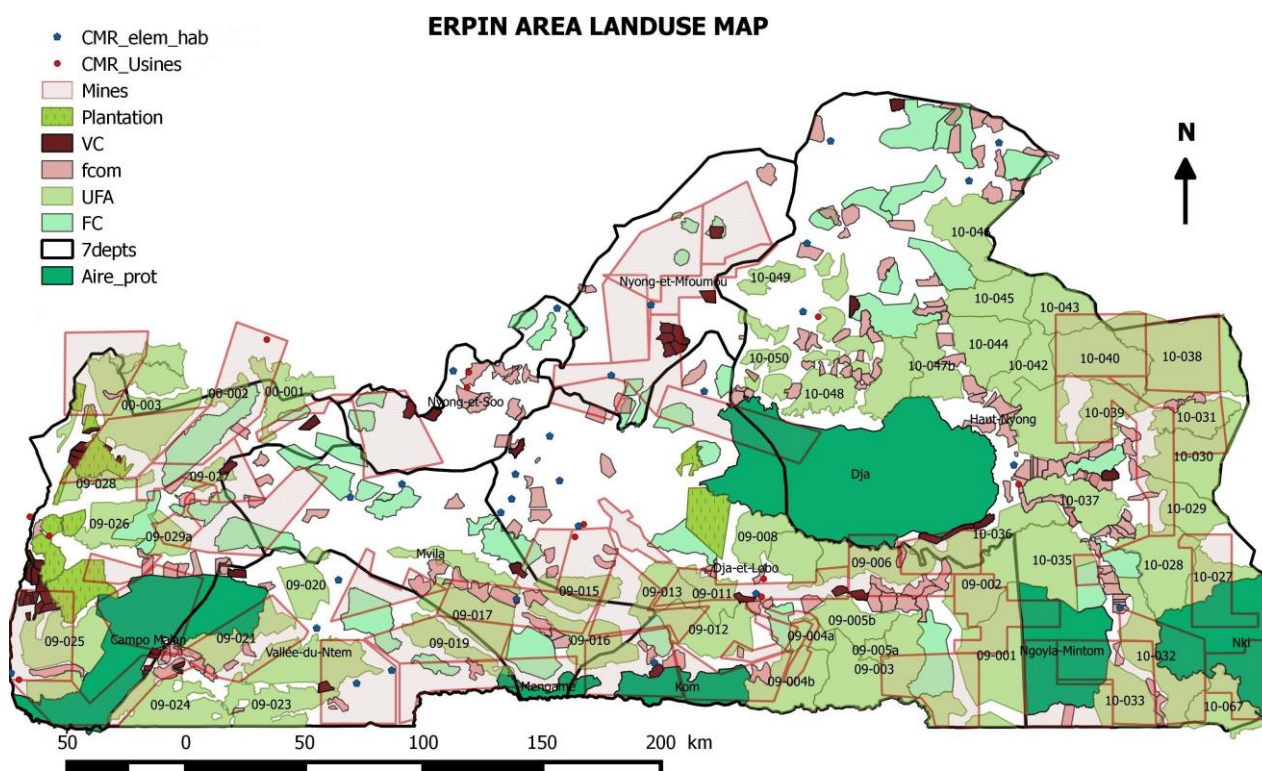 ERPIN AREA LANDUSE MAP
CMR_elem_hab
CMR_Usines
Mines
Plantation
VC
fcom
UFA
FC
7depts
Aire_prot
N
10-046
Nyong-et-Mfoumou
10-049
10-045
10-043
10-044
10-050
10-047b
10-042
10-040
10-038
10-048
00-003
00-002
00-001
Nyong-et-Soo
Haut-Nyong
10-039
10-031
10-030
Dja
09-028
09-027
09-026
09-029a
10-037
10-029
Mvila
09-008
10-036
Dja-et-Lobo
09-006
10-035
10-028
10-027
09-020
09-017
09-015
09-013
09-011
09-002
09-025
Campo Ma'an
09-021
Vallée-du-Ntem
09-019
09-016
09-012
09-004a
09-005b
09-005a
09-003
09-001
Ngoyla-Mintom
10-032
Nki
09-024
09-023
Mengame
Kom
09-004b
10-033
10-067
50 0 50 100 150 200 km